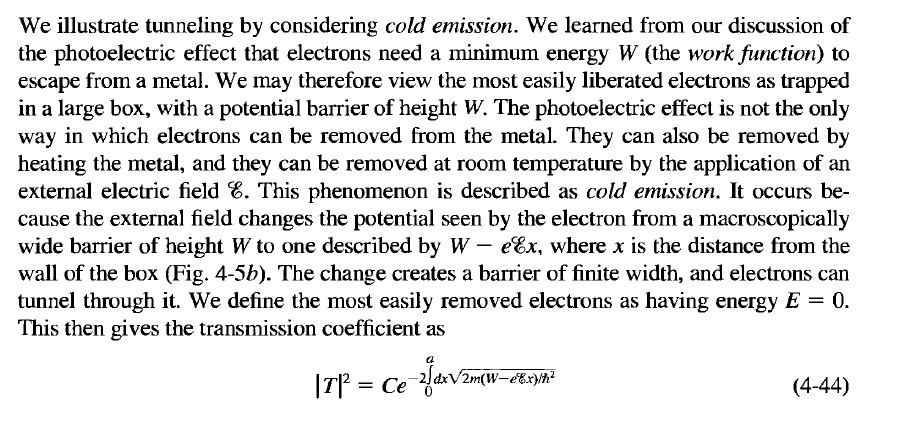 We illustrate tunneling by considering cold emission. We learned from our discussion of
the photoelectric effect that electrons need a minimum energy W (the work function) to
escape from a metal. We may therefore view the most easily liberated electrons as trapped
in a large box, with a potential barrier of height W. The photoelectric effect is not the only
way in which electrons can be removed from the metal. They can also be removed by
heating the metal, and they can be removed at room temperature by the application of an
external electric field ℰ. This phenomenon is described as cold emission. It occurs be-
cause the external field changes the potential seen by the electron from a macroscopically
wide barrier of height W to one described by W − eℰx, where x is the distance from the
wall of the box (Fig. 4-5b). The change creates a barrier of finite width, and electrons can
tunnel through it. We define the most easily removed electrons as having energy E = 0.
This then gives the transmission coefficient as
|T|² = Ce^{−2∫₀^a dx√(2m(W−eℰx)/ħ²)} (4-44)